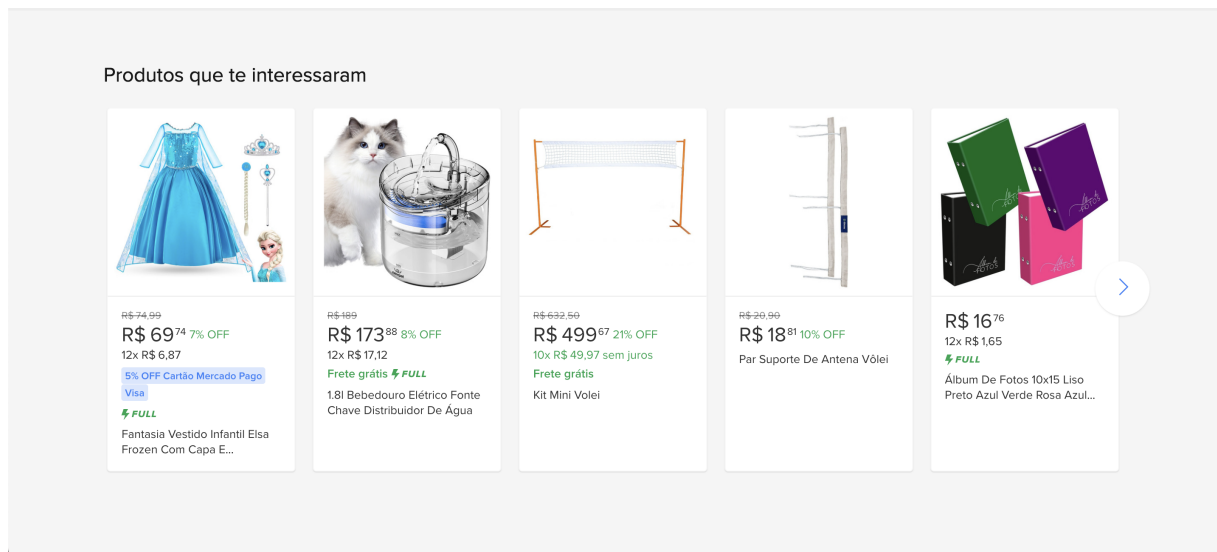 Produtos que te interessaram
R$ 74,99
R$ 69 74 7% OFF
12x R$ 6,87
5% OFF Cartão Mercado Pago
Visa
FULL
Fantasia Vestido Infantil Elsa
Frozen Com Capa E...
R$ 189
R$ 173 88 8% OFF
12x R$ 17,12
Frete grátis FULL
1.8l Bebedouro Elétrico Fonte
Chave Distribuidor De Água
R$ 632,50
R$ 499 67 21% OFF
10x R$ 49,97 sem juros
Frete grátis
Kit Mini Volei
R$ 20,90
R$ 18 81 10% OFF
Par Suporte De Antena Vôlei
FOTOS
FOTOS
FOTOS
FOTOS
R$ 16 76
12x R$ 1,65
FULL
Álbum De Fotos 10x15 Liso
Preto Azul Verde Rosa Azul...